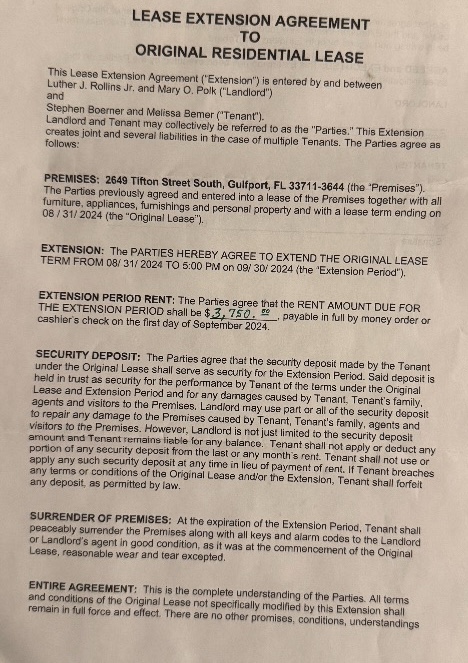 LEASE EXTENSION AGREEMENT
TO
ORIGINAL RESIDENTIAL LEASE
This Lease Extension Agreement ("Extension") is entered by and between
Luther J. Rollins Jr. and Mary O. Polk ("Landlord")
and
Stephen Boerner and Melissa Bemer ("Tenant").
Landlord and Tenant may collectively be referred to as the "Parties." This Extension
creates joint and several liabilities in the case of multiple Tenants. The Parties agree as
follows:
PREMISES: 2649 Tifton Street South, Gulfport, FL 33711-3644 (the "Premises").
The Parties previously agreed and entered into a lease of the Premises together with all
furniture, appliances, furnishings and personal property and with a lease term ending on
08 / 31/ 2024 (the "Original Lease").
EXTENSION: The PARTIES HEREBY AGREE TO EXTEND THE ORIGINAL LEASE
TERM FROM 08/ 31/ 2024 TO 5:00 PM on 09/ 30/ 2024 (the "Extension Period").
EXTENSION PERIOD RENT: The Parties agree that the RENT AMOUNT DUE FOR
THE EXTENSION PERIOD shall be $3,750.00, payable in full by money order or
cashier's check on the first day of September 2024.
SECURITY DEPOSIT: The Parties agree that the security deposit made by the Tenant
under the Original Lease shall serve as security for the Extension Period. Said deposit is
held in trust as security for the performance by Tenant of the terms under the Original
Lease and Extension Period and for any damages caused by Tenant, Tenant's family,
agents and visitors to the Premises. Landlord may use part or all of the security deposit
to repair any damage to the Premises caused by Tenant, Tenant's family, agents and
visitors to the Premises. However, Landlord is not just limited to the security deposit
amount and Tenant remains liable for any balance. Tenant shall not apply or deduct any
portion of any security deposit from the last or any month's rent. Tenant shall not use or
apply any such security deposit at any time in lieu of payment of rent. If Tenant breaches
any terms or conditions of the Original Lease and/or the Extension, Tenant shall forfeit
any deposit, as permitted by law.
SURRENDER OF PREMISES: At the expiration of the Extension Period, Tenant shall
peaceably surrender the Premises along with all keys and alarm codes to the Landlord
or Landlord's agent in good condition, as it was at the commencement of the Original
Lease, reasonable wear and tear excepted.
ENTIRE AGREEMENT: This is the complete understanding of the Parties. All terms
and conditions of the Original Lease not specifically modified by this Extension shall
remain in full force and effect. There are no other promises, conditions, understandings